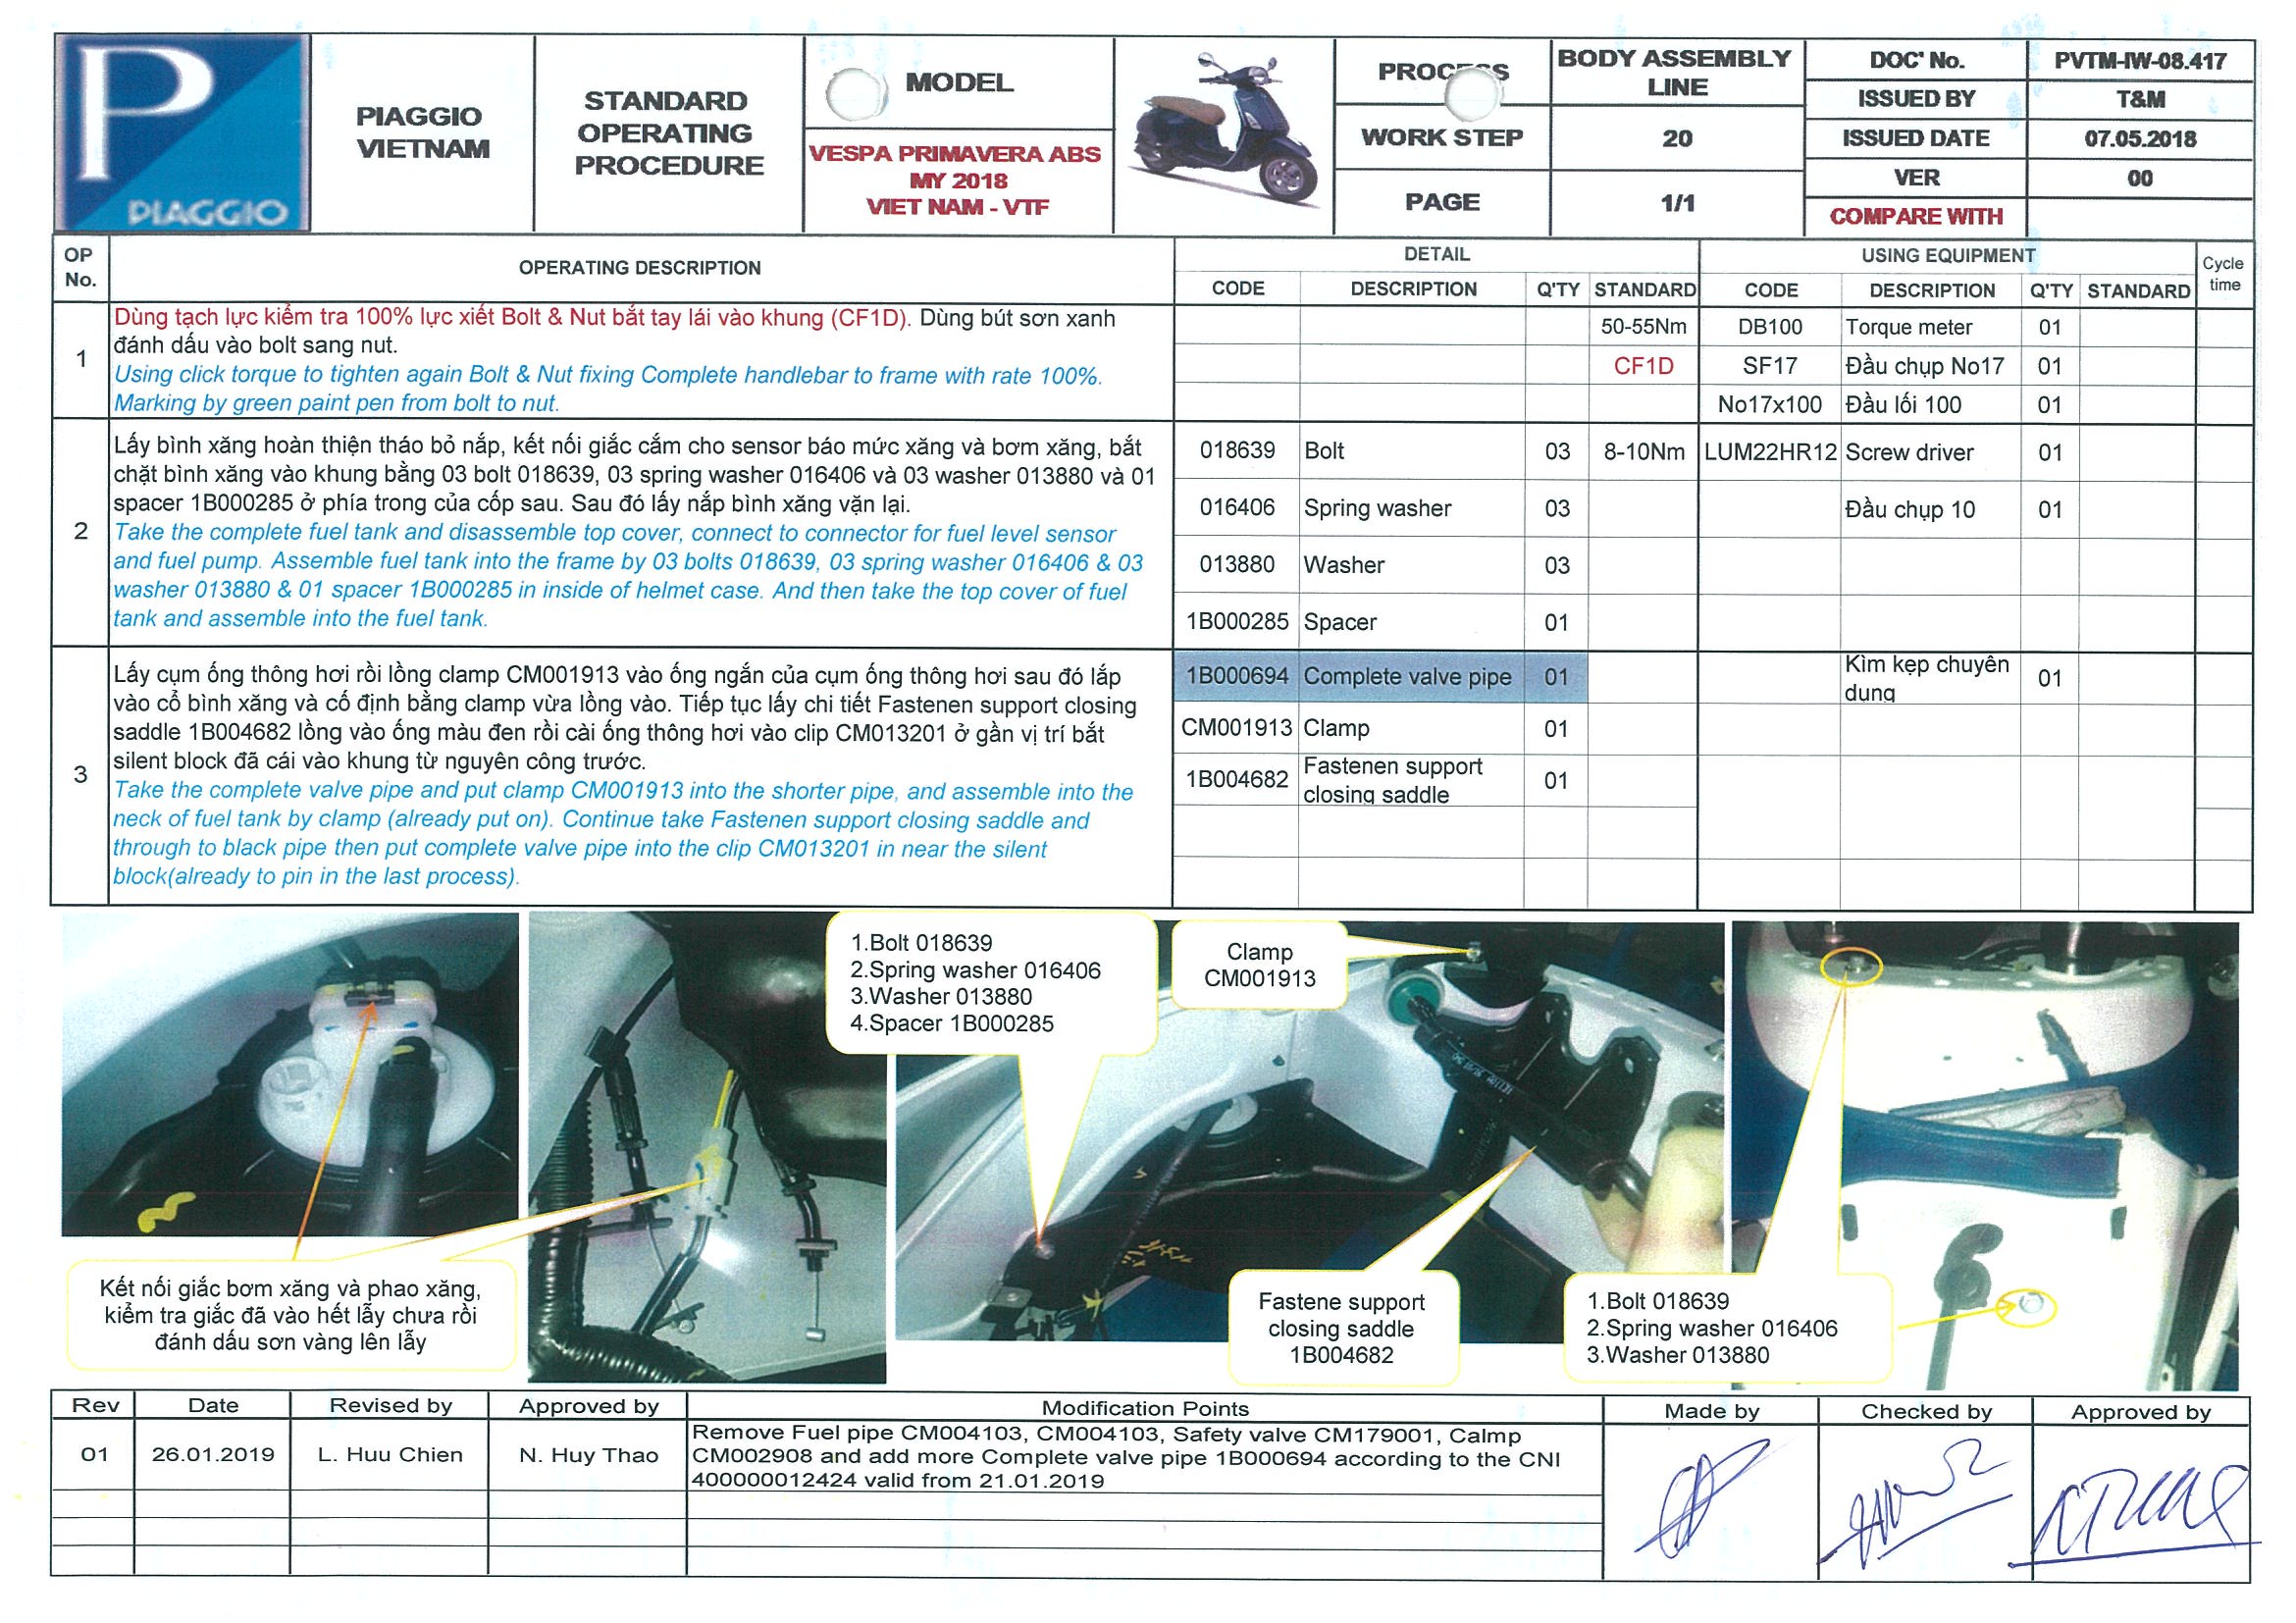 P
PIAGGIO
PIAGGIO
VIETNAM
STANDARD
OPERATING
PROCEDURE
MODEL
VESPA PRIMAVERA ABS
MY 2018
VIET NAM - VTF
PROCESS
BODY ASSEMBLY
LINE
WORK STEP
20
PAGE
1/1
DOC' No.
PVTM-IW-08.417
ISSUED BY
T&M
ISSUED DATE
07.05.2018
VER
00
COMPARE WITH
OP
No.
OPERATING DESCRIPTION
DETAIL
USING EQUIPMENT
Cycle
time
CODE DESCRIPTION Q'TY STANDARD CODE DESCRIPTION Q'TY STANDARD
1
Dùng tạch lực kiểm tra 100% lực xiết Bolt & Nut bắt tay lái vào khung (CF1D). Dùng bút sơn xanh
đánh dấu vào bolt sang nut.
Using click torque to tighten again Bolt & Nut fixing Complete handlebar to frame with rate 100%.
Marking by green paint pen from bolt to nut.
50-55Nm DB100 Torque meter 01
CF1D SF17 Đầu chụp No17 01
No17x100 Đầu lối 100 01
2
Lấy bình xăng hoàn thiện tháo bỏ nắp, kết nối giắc cắm cho sensor báo mức xăng và bơm xăng, bắt
chặt bình xăng vào khung bằng 03 bolt 018639, 03 spring washer 016406 và 03 washer 013880 và 01
spacer 1B000285 ở phía trong của cốp sau. Sau đó lấy nắp bình xăng vặn lại.
Take the complete fuel tank and disassemble top cover, connect to connector for fuel level sensor
and fuel pump. Assemble fuel tank into the frame by 03 bolts 018639, 03 spring washer 016406 & 03
washer 013880 & 01 spacer 1B000285 in inside of helmet case. And then take the top cover of fuel
tank and assemble into the fuel tank.
018639 Bolt 03 8-10Nm LUM22HR12 Screw driver 01
016406 Spring washer 03 Đầu chụp 10 01
013880 Washer 03
1B000285 Spacer 01
3
Lấy cụm ống thông hơi rồi lồng clamp CM001913 vào ống ngắn của cụm ống thông hơi sau đó lắp
vào cổ bình xăng và cố định bằng clamp vừa lồng vào. Tiếp tục lấy chi tiết Fastenen support closing
saddle 1B004682 lồng vào ống màu đen rồi cài ống thông hơi vào clip CM013201 ở gần vị trí bắt
silent block đã cái vào khung từ nguyên công trước.
Take the complete valve pipe and put clamp CM001913 into the shorter pipe, and assemble into the
neck of fuel tank by clamp (already put on). Continue take Fastenen support closing saddle and
through to black pipe then put complete valve pipe into the clip CM013201 in near the silent
block(already to pin in the last process).
1B000694 Complete valve pipe 01 Kìm kẹp chuyên
dung 01
CM001913 Clamp 01
1B004682 Fastenen support
closing saddle 01
1.Bolt 018639
2.Spring washer 016406
3.Washer 013880
4.Spacer 1B000285
Clamp
CM001913
Kết nối giắc bơm xăng và phao xăng,
kiểm tra giắc đã vào hết lẫy chưa rồi
đánh dấu sơn vàng lên lẫy
Fastene support
closing saddle
1B004682
1.Bolt 018639
2.Spring washer 016406
3.Washer 013880
Rev Date Revised by Approved by Modification Points Made by Checked by Approved by
01 26.01.2019 L. Huu Chien N. Huy Thao
Remove Fuel pipe CM004103, CM004103, Safety valve CM179001, Calmp
CM002908 and add more Complete valve pipe 1B000694 according to the CNI
400000012424 valid from 21.01.2019